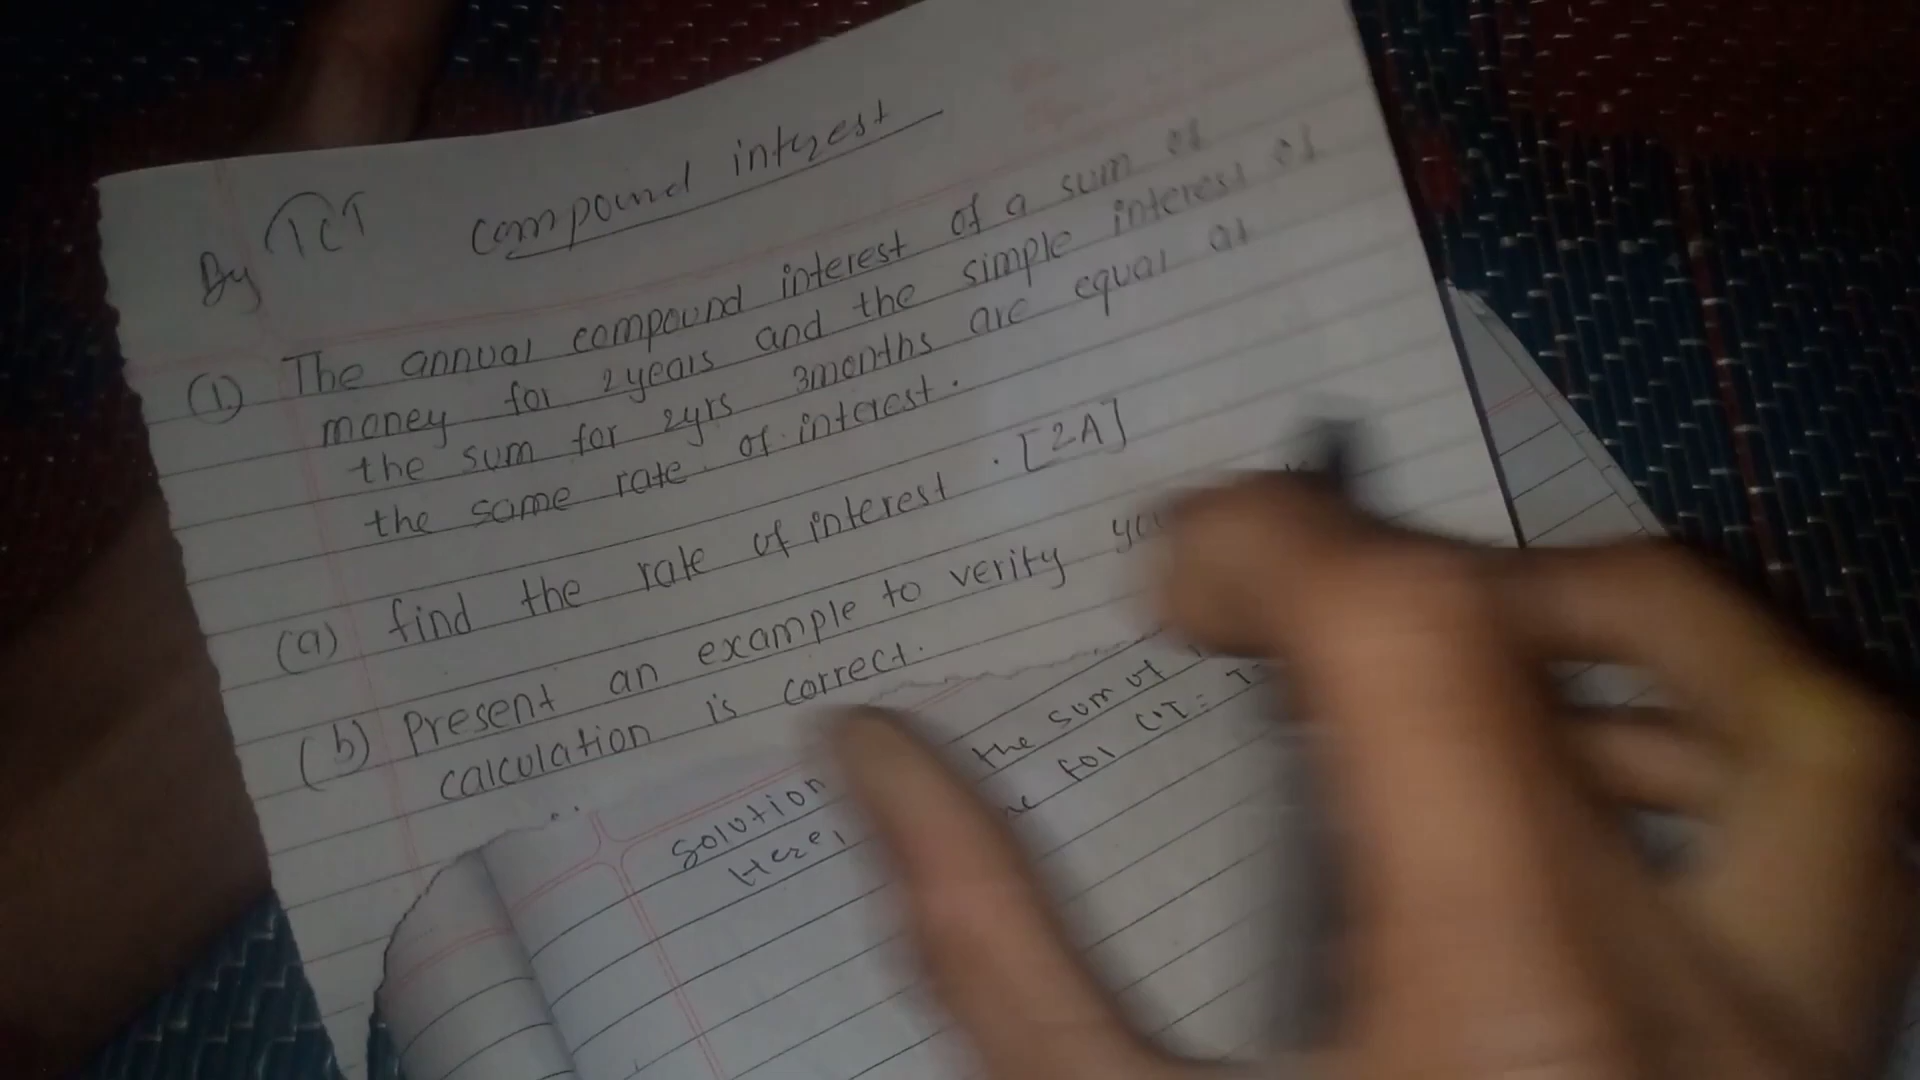 By TCT
compound interest
(1) The annual compound interest of a sum of
money for 2 years and the simple interest of
the sum for 2yrs 3months are equal at
the same rate of interest.
(a) find the rate of interest. [2A]
(b) Present an example to verify
calculation is correct.
solution
Here, the sum of
for C.I = T=